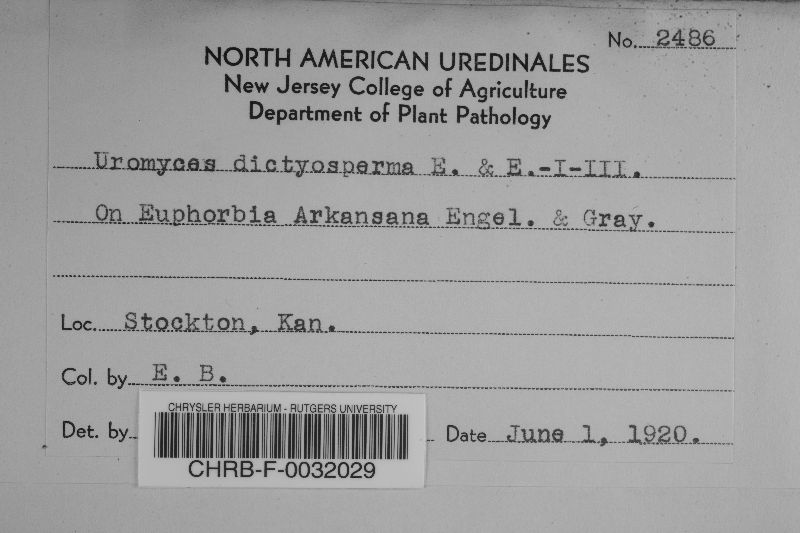 No. 2486
NORTH AMERICAN UREDINALES
New Jersey College of Agriculture
Department of Plant Pathology
Uromyces dictyosperma E. & E.-I-III.
On Euphorbia Arkansana Engel. & Gray.
Loc. Stockton, Kan.
Col. by E. B.
Det. by
Date June 1, 1920.
CHRYSLER HERBARIUM - RUTGERS UNIVERSITY
CHRB-F-0032029